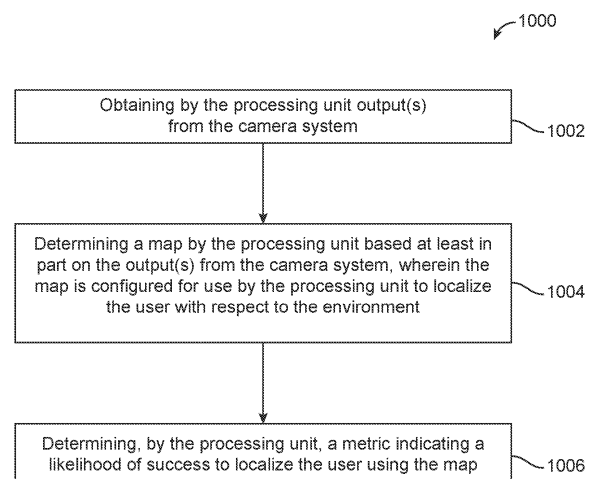 1000
Obtaining by the processing unit output(s)
from the camera system
1002
Determining a map by the processing unit based at least in
part on the output(s) from the camera system, wherein the
map is configured for use by the processing unit to localize
the user with respect to the environment
1004
Determining, by the processing unit, a metric indicating a
likelihood of success to localize the user using the map
1006